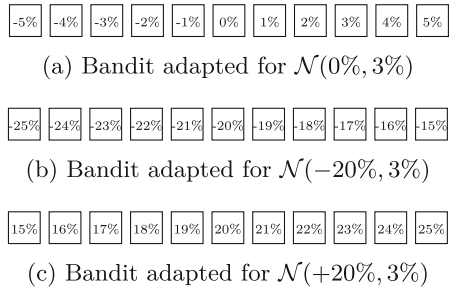 -5% -4% -3% -2% -1% 0% 1% 2% 3% 4% 5%
(a) Bandit adapted for 𝒩(0%, 3%)
-25% -24% -23% -22% -21% -20% -19% -18% -17% -16% -15%
(b) Bandit adapted for 𝒩(−20%, 3%)
15% 16% 17% 18% 19% 20% 21% 22% 23% 24% 25%
(c) Bandit adapted for 𝒩(+20%, 3%)